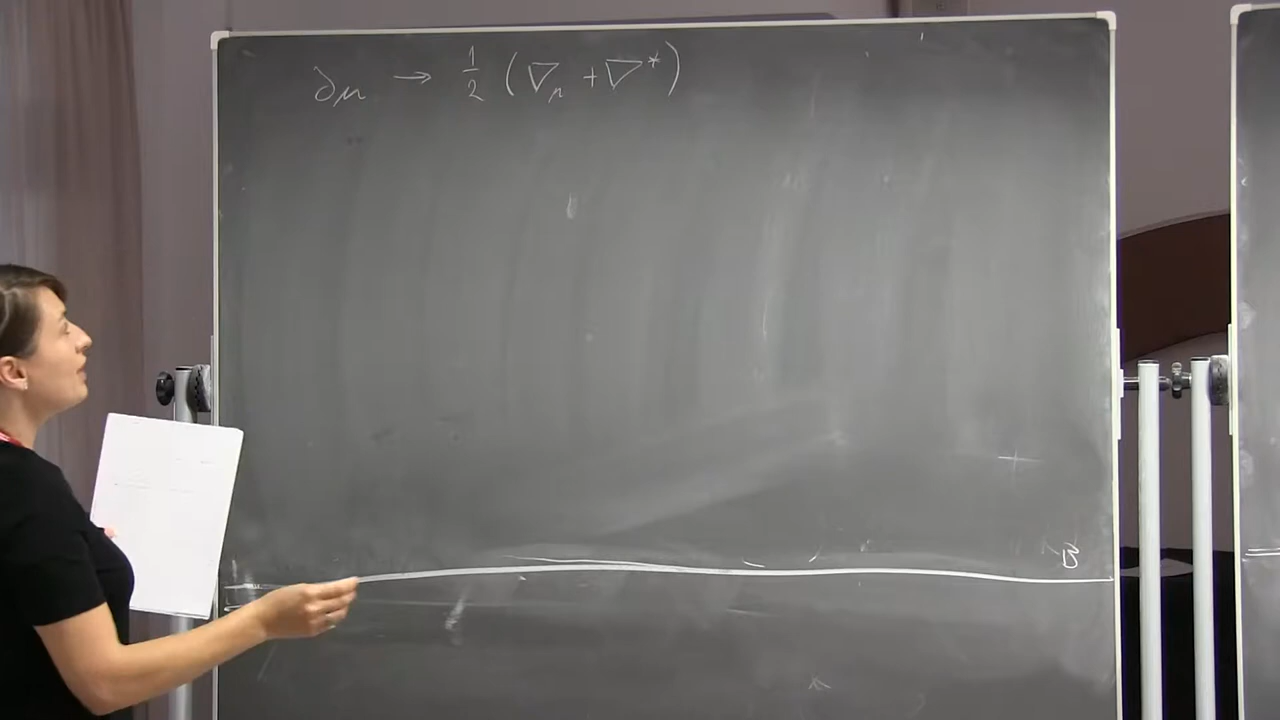 ∂μ → 1/2 (∇μ + ∇*)
B